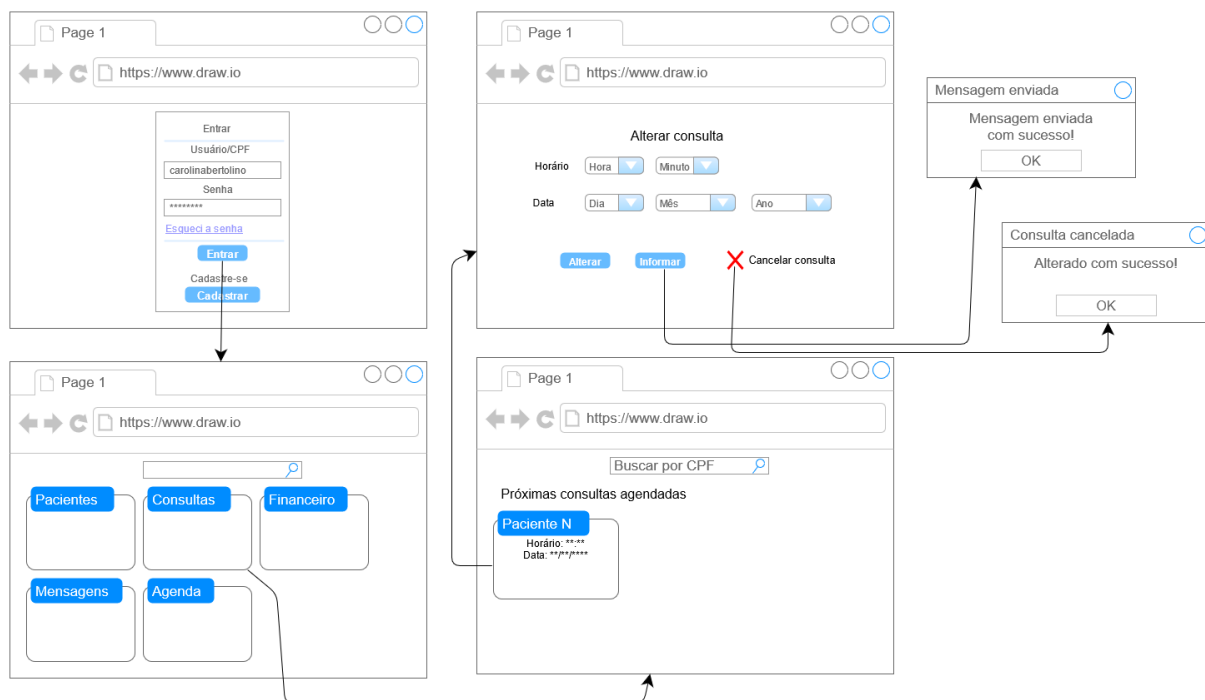 Page 1
https://www.draw.io
Entrar
Usuário/CPF
carolinabertolino
Senha
********
Esqueci a senha
Entrar
Cadastre-se
Cadastrar
Page 1
https://www.draw.io
Alterar consulta
Horário Hora Minuto
Data Dia Mês Ano
Alterar Informar Cancelar consulta
Mensagem enviada
Mensagem enviada
com sucesso!
OK
Consulta cancelada
Alterado com sucesso!
OK
Page 1
https://www.draw.io
Pacientes Consultas Financeiro
Mensagens Agenda
Page 1
https://www.draw.io
Buscar por CPF
Próximas consultas agendadas
Paciente N
Horário: **:**
Data: **/**/****